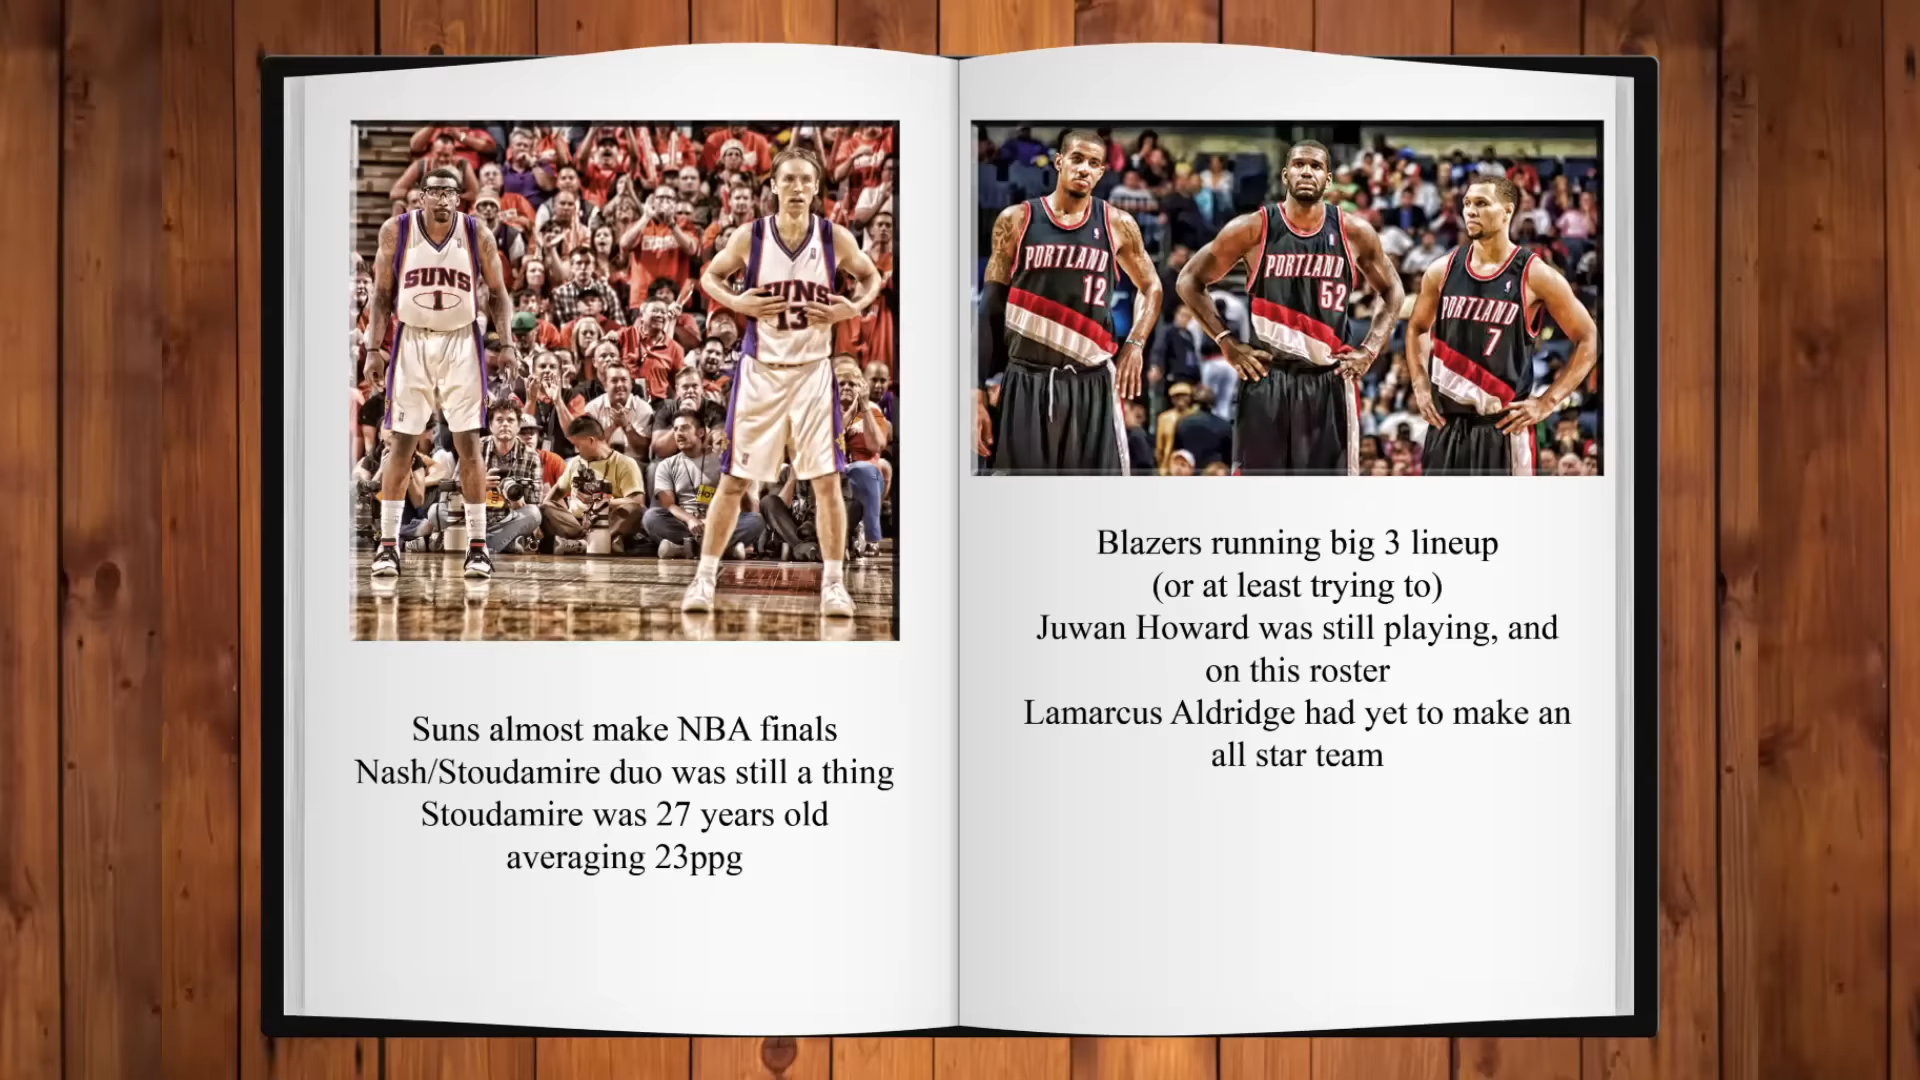 SUNS
1
SUNS
13
PORTLAND
12
PORTLAND
52
PORTLAND
7
Suns almost make NBA finals
Nash/Stoudamire duo was still a thing
Stoudamire was 27 years old
averaging 23ppg
Blazers running big 3 lineup
(or at least trying to)
Juwan Howard was still playing, and
on this roster
Lamarcus Aldridge had yet to make an
all star team